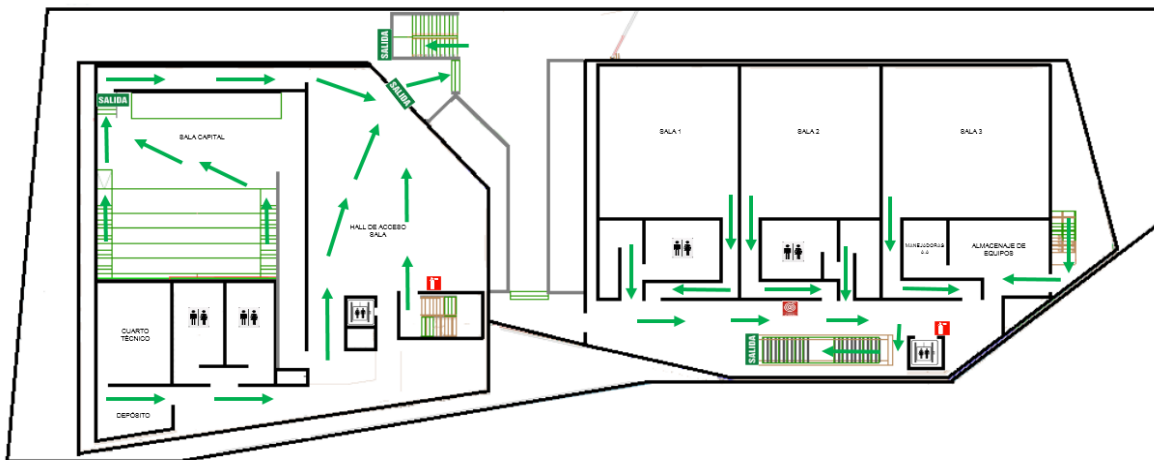 SALIDA
SALIDA
SALIDA
SALA CAPITAL
HALL DE ACCESO
SALA
CUARTO
TÉCNICO
DEPÓSITO
SALA 1
SALA 2
SALA 3
MANEJADORAS
ALMACENAJE DE
EQUIPOS
SALIDA